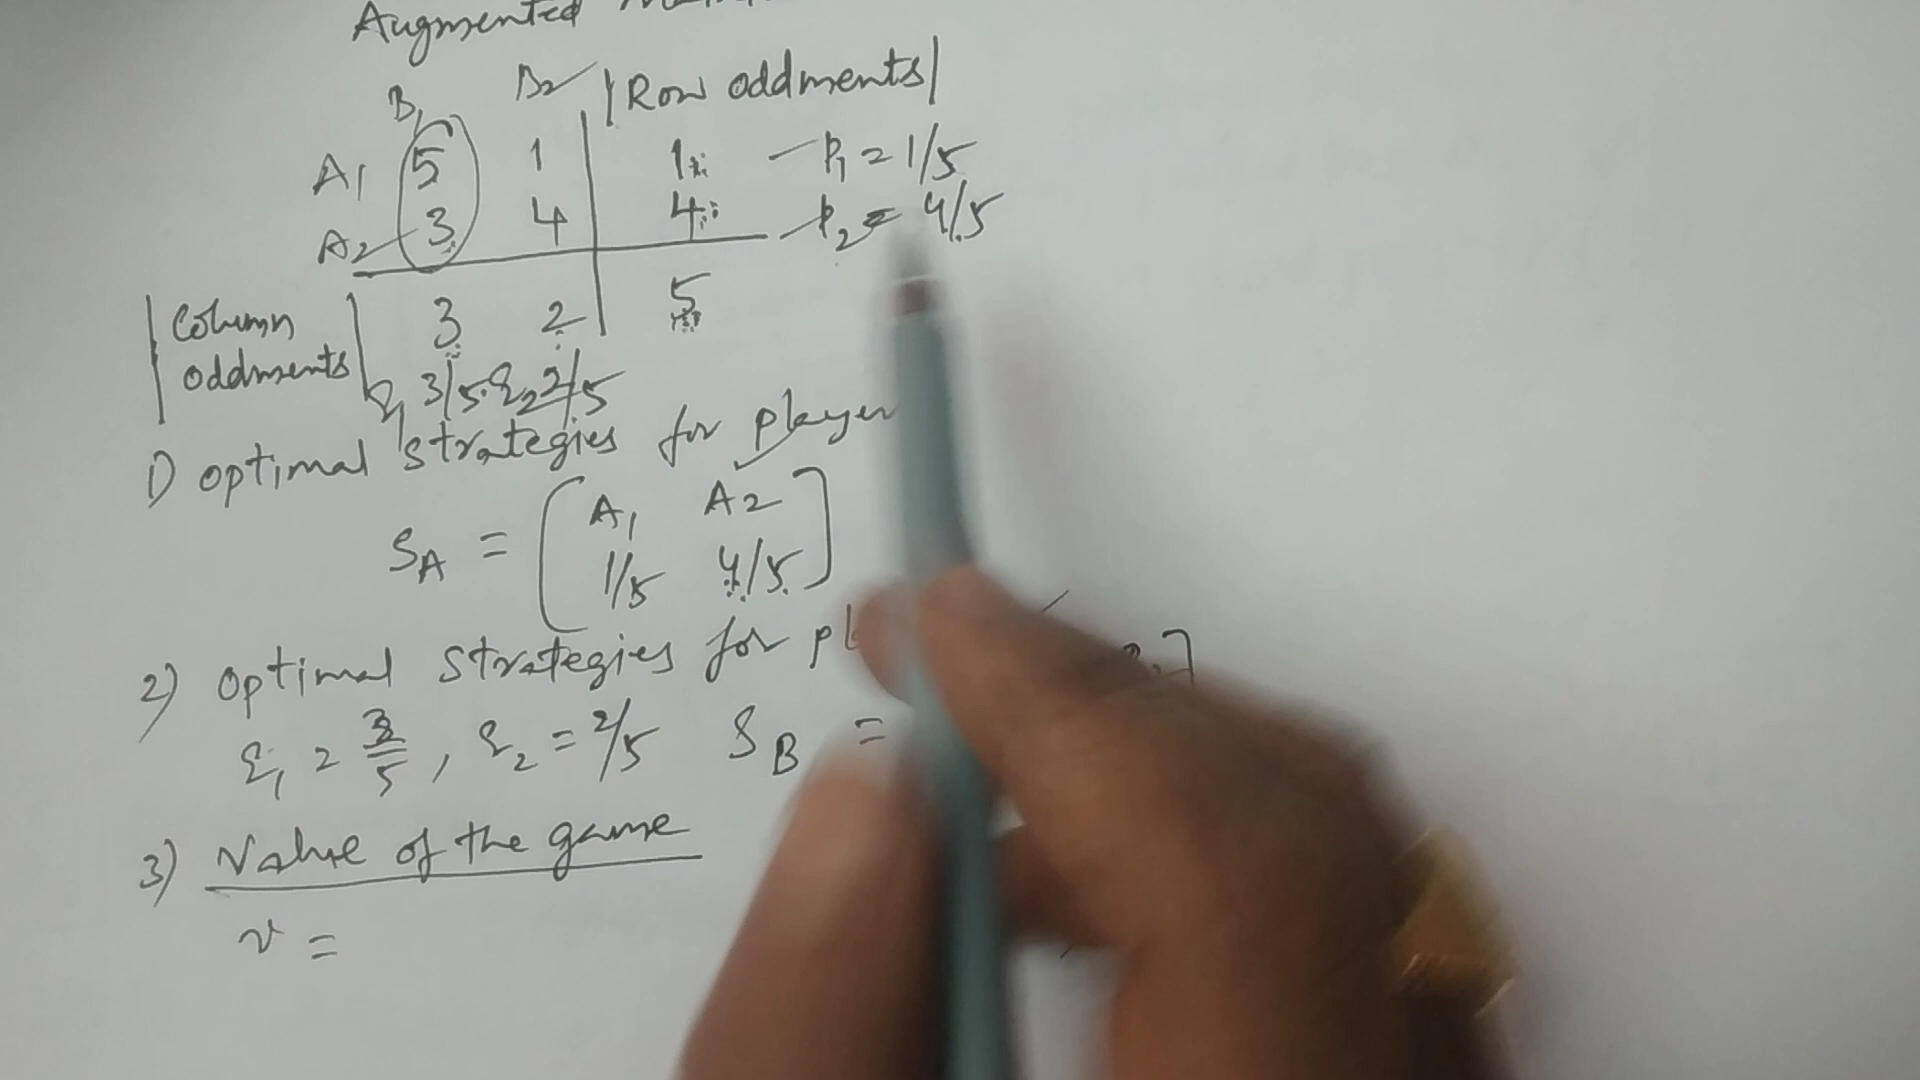 Augmented
B1 B2 |Row oddments|
A1 5 1 1 - P1 = 1/5
A2 3 4 4 - P2 = 4/5
|Column oddments| 3 2 5
q1 3/5 q2 2/5
1) optimal strategies for player
SA = [A1 A2
1/5 4/5]
2) optimal strategies for
q1 = 3/5, q2 = 2/5 SB =
3) Value of the game
v =